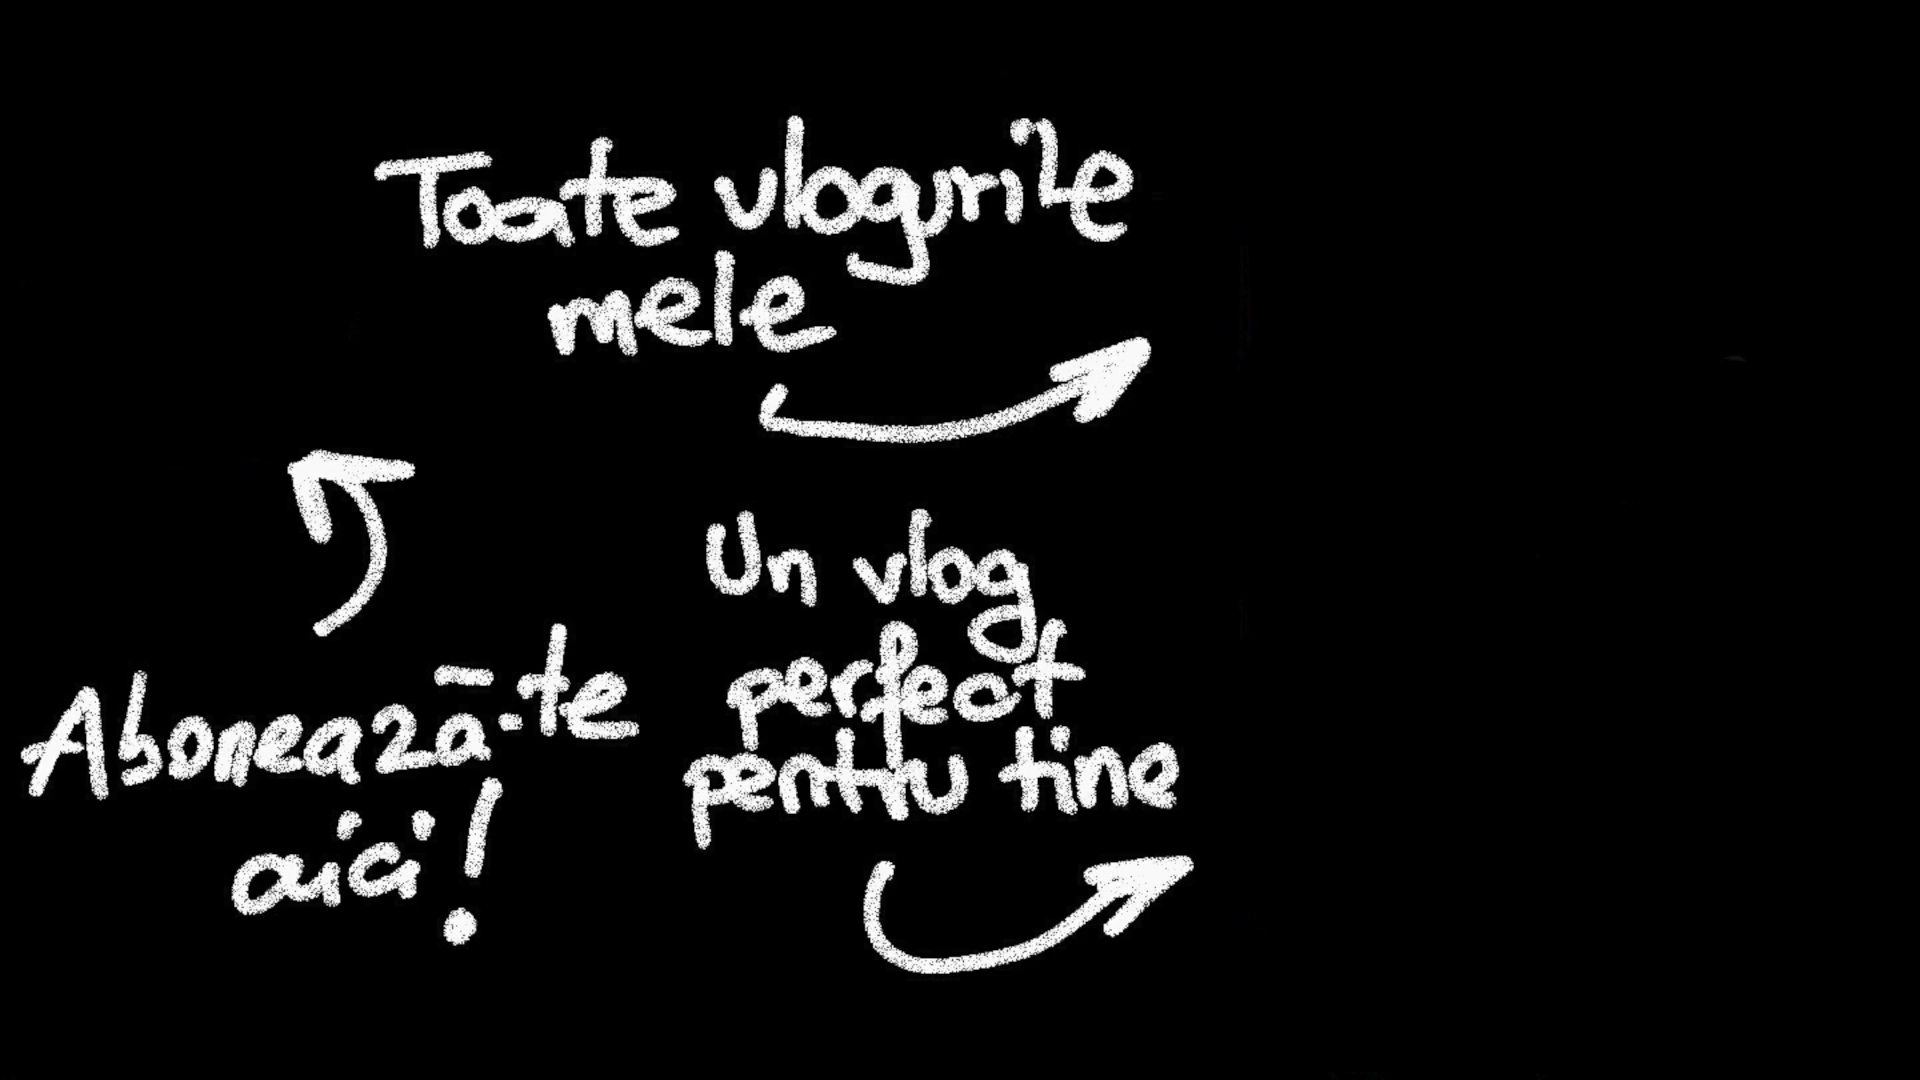 Toate vlogurile
mele
Un vlog
perfect
pentru tine
Abonează-te
aici!